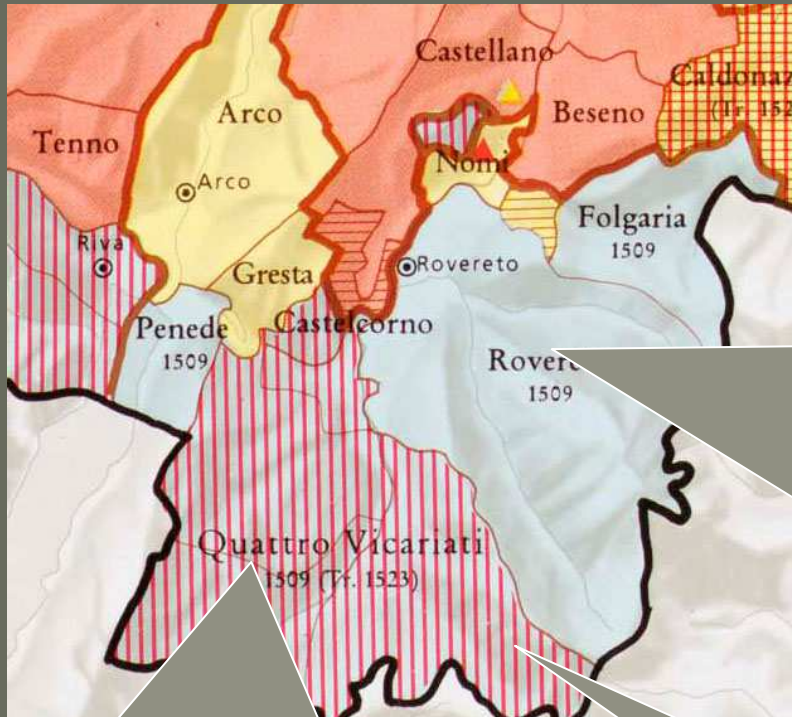 Castellano
Caldonaz
(Tr. 152
Arco
Beseno
Tenno
Nomi
Arco
Folgaria
1509
Riva
Rovereto
Gresta
Penede
1509
Castelcorno
Rovere
1509
Quattro Vicariati
1509 (Tr. 1523)